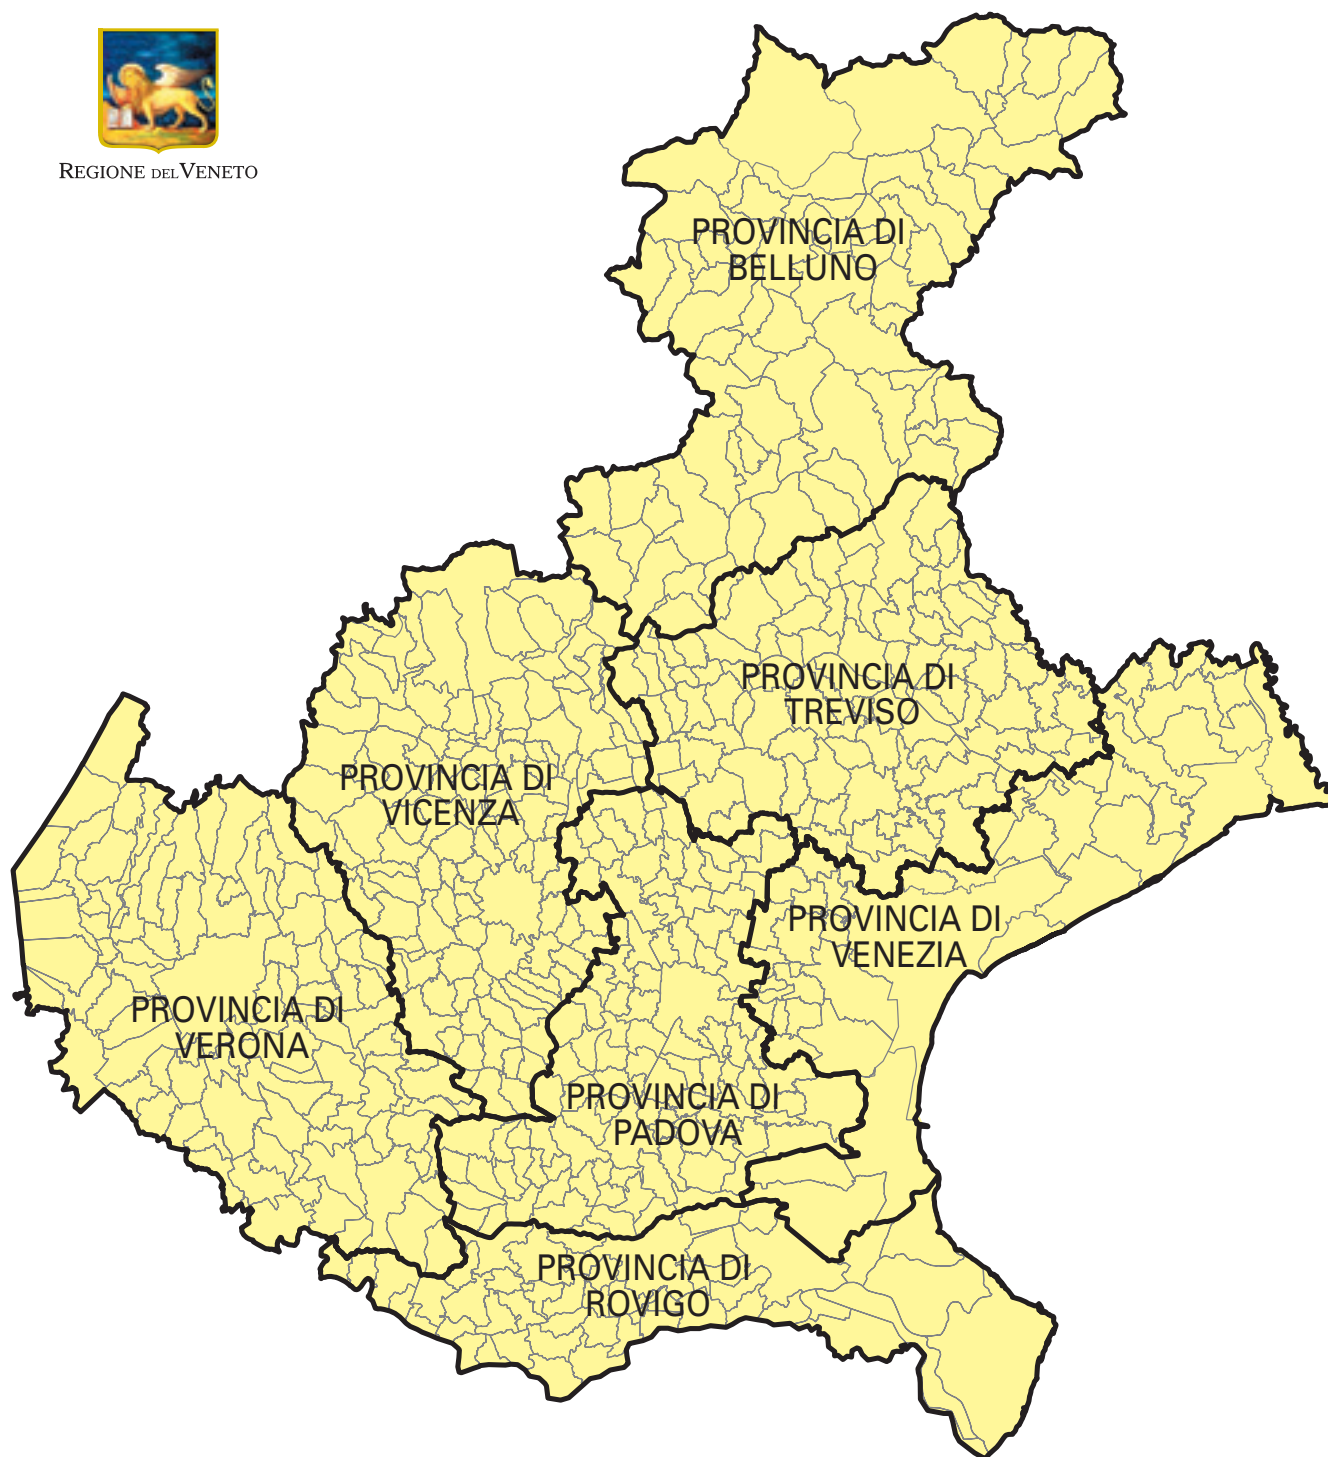 REGIONE DEL VENETO
PROVINCIA DI
BELLUNO
PROVINCIA DI
TREVISO
PROVINCIA DI
VICENZA
PROVINCIA DI
VENEZIA
PROVINCIA DI
VERONA
PROVINCIA DI
PADOVA
PROVINCIA DI
ROVIGO